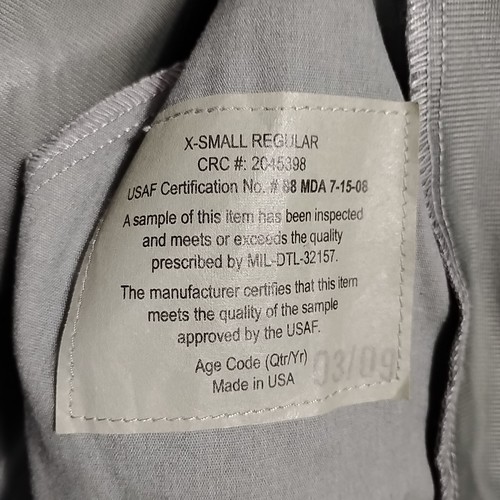 X-SMALL REGULAR
CRC #: 2045398
USAF Certification No. # 88 MDA 7-15-08
A sample of this item has been inspected
and meets or exceeds the quality
prescribed by MIL-DTL-32157.
The manufacturer certifies that this item
meets the quality of the sample
approved by the USAF.
Age Code (Qtr/Yr) 03/09
Made in USA